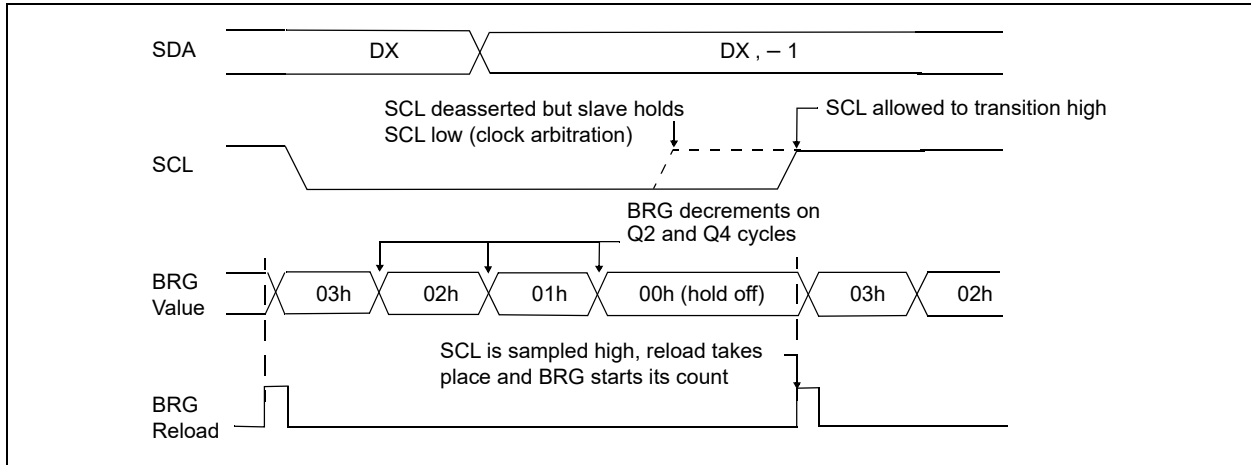 SDA
DX
DX , – 1
SCL deasserted but slave holds
SCL low (clock arbitration)
SCL allowed to transition high
SCL
BRG decrements on
Q2 and Q4 cycles
BRG
Value
03h
02h
01h
00h (hold off)
03h
02h
SCL is sampled high, reload takes
place and BRG starts its count
BRG
Reload